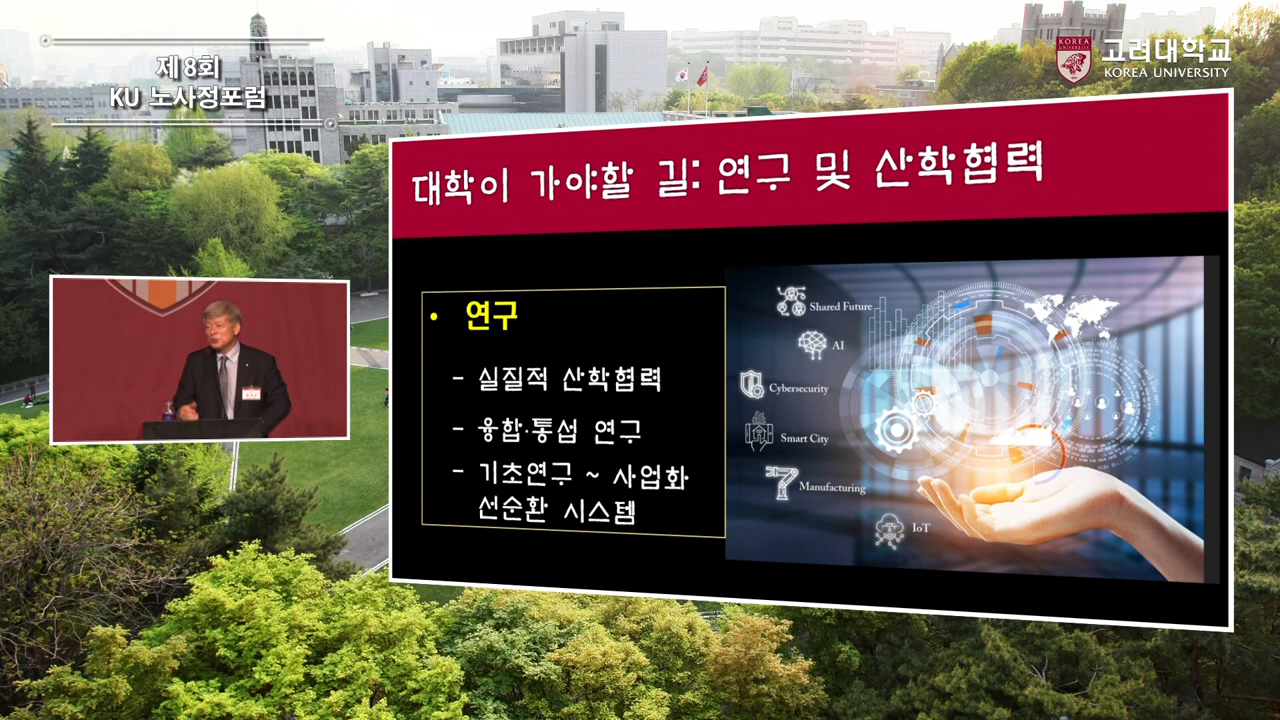 제8회
KU 노사정포럼
KOREA
UNIVERSITY
고려대학교
KOREA UNIVERSITY
대학이 가야할 길: 연구 및 산학협력
• 연구
- 실질적 산학협력
- 융합·통섭 연구
- 기초연구 ~ 사업화
선순환 시스템
Shared Future
AI
Cybersecurity
Smart City
Manufacturing
IoT